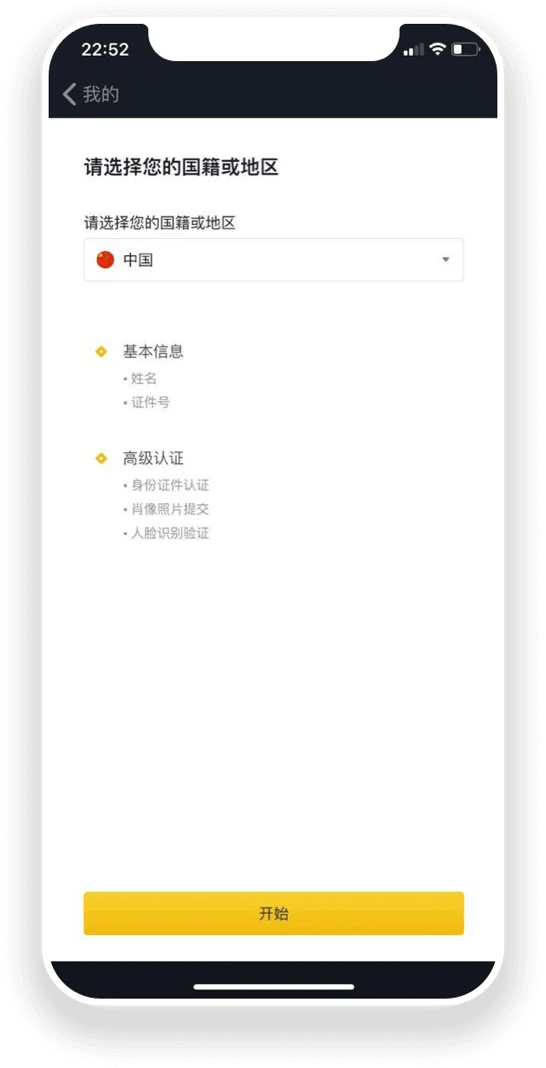 22:52
我的
请选择您的国籍或地区
请选择您的国籍或地区
中国
基本信息
• 姓名
• 证件号
高级认证
• 身份证件认证
• 肖像照片提交
• 人脸识别验证
开始